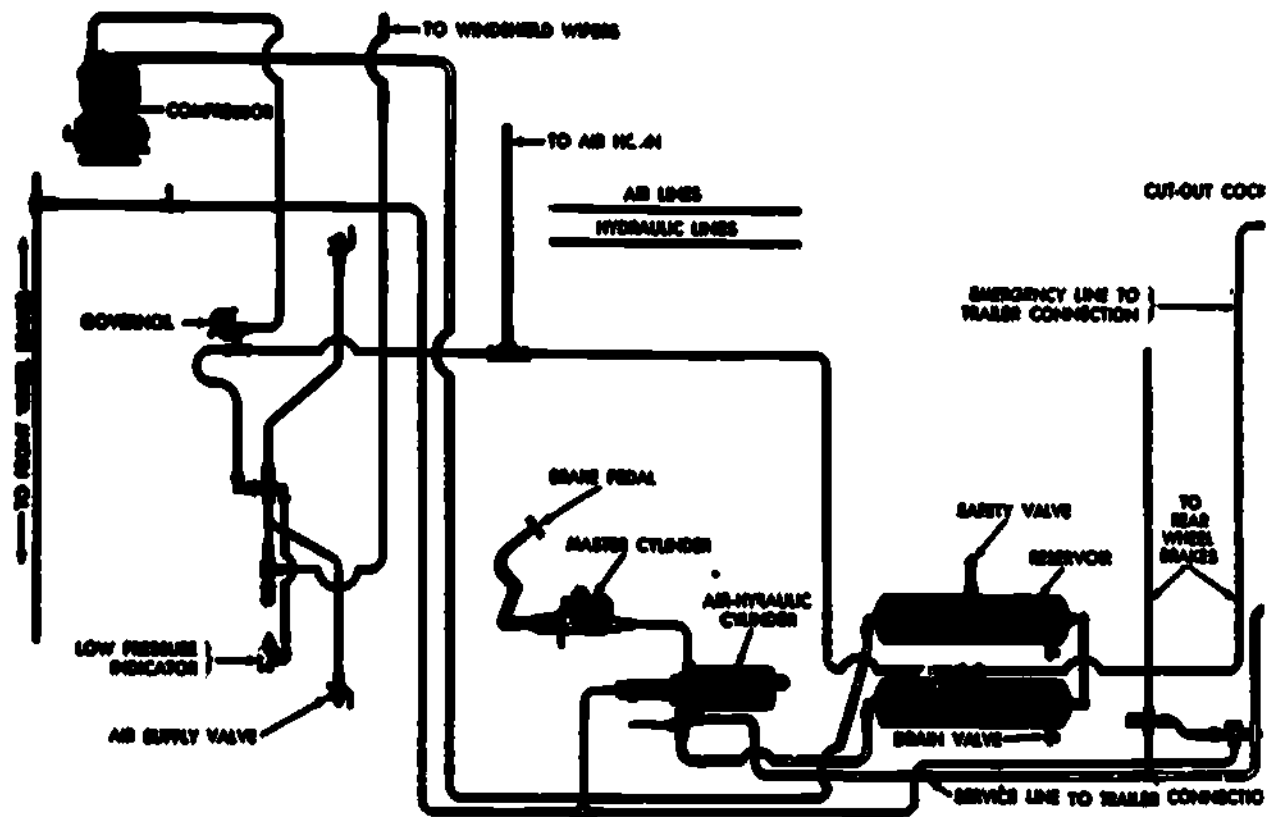 TO WINDSHIELD WIPERS
COMPRESSOR
TO AIR
AIR LINES
HYDRAULIC LINES
CUT-OUT COCK
EMERGENCY LINE TO
TRAILER CONNECTION
GOVERNOR
TO FRONT WHEEL BRAKES
BRAKE PEDAL
MASTER CYLINDER
AIR-HYRAULIC
CYLINDER
SAFETY VALVE
RESERVOIR
TO
REAR
WHEEL
BRAKES
LOW PRESSURE
INDICATOR
AIR SUPPLY VALVE
DRAIN VALVE
SERVICE LINE TO TRAILER CONNECTIO